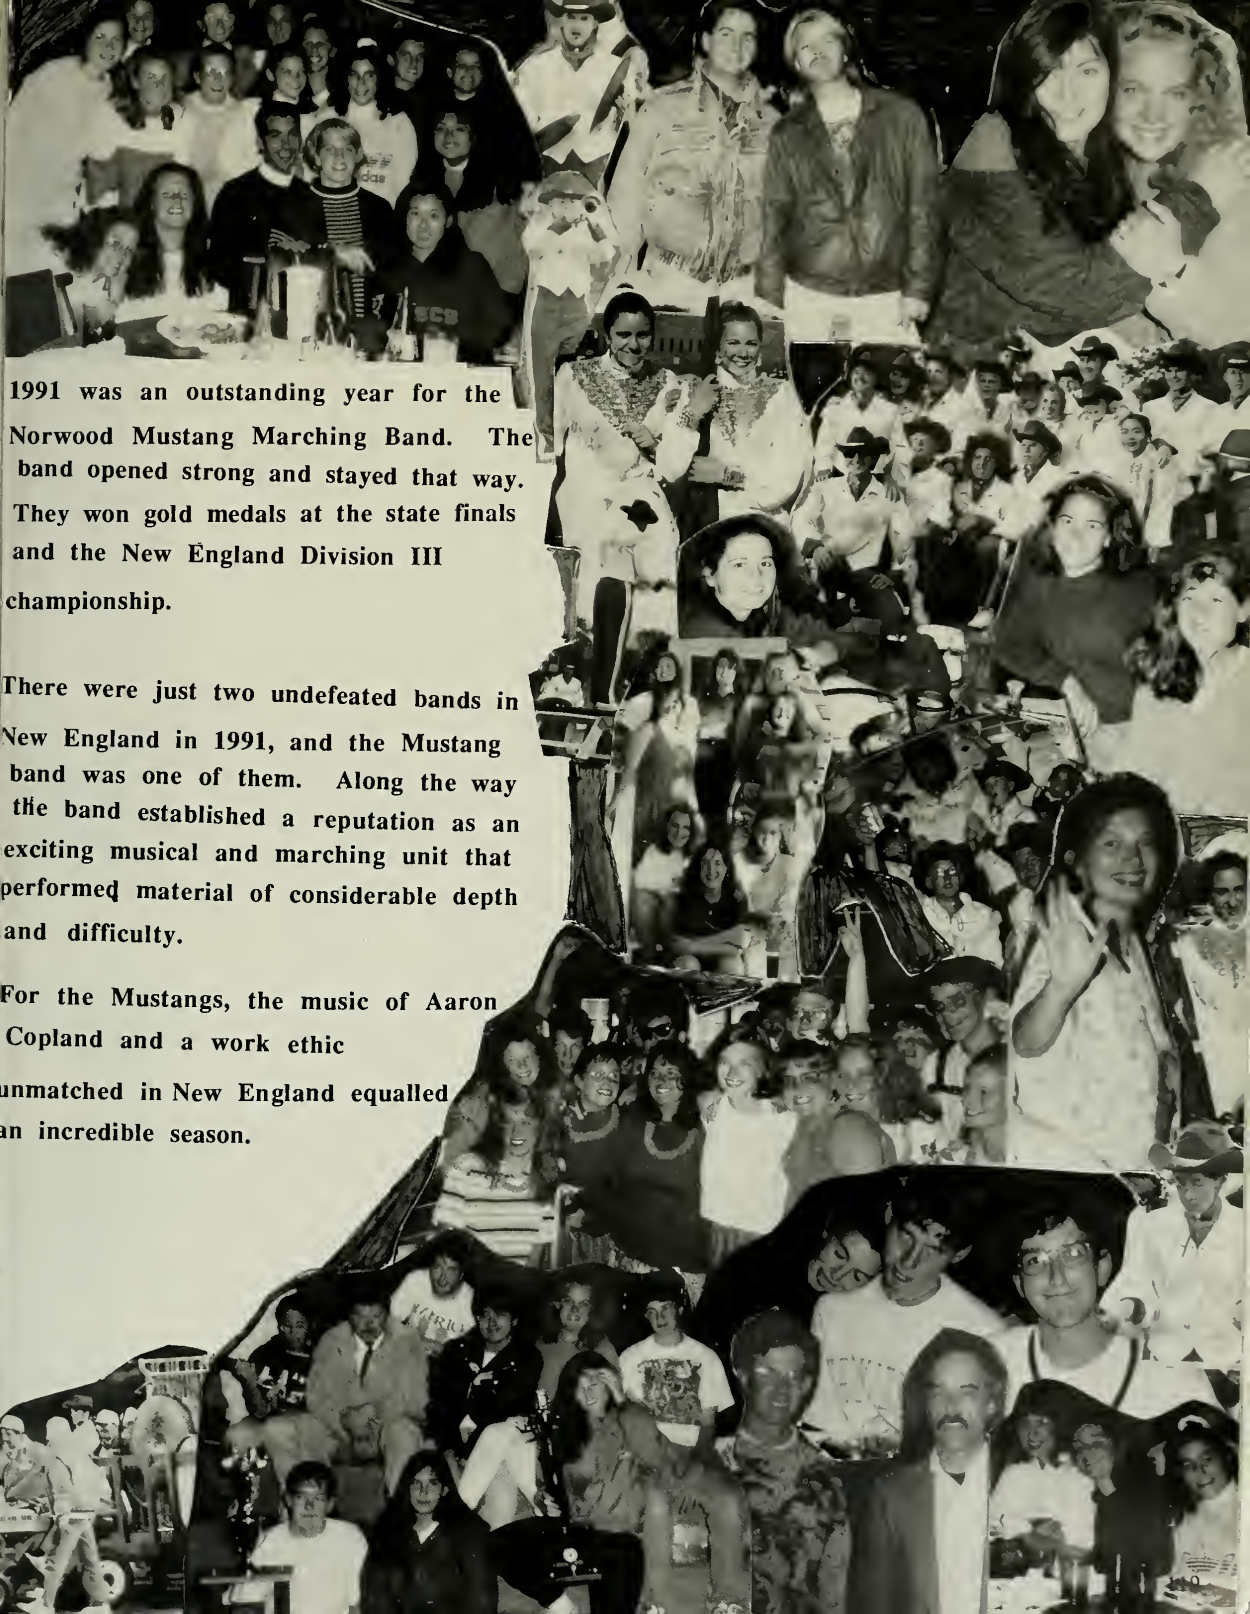 1991 was an outstanding year for the
Norwood Mustang Marching Band. The
band opened strong and stayed that way.
They won gold medals at the state finals
and the New England Division III
championship.
There were just two undefeated bands in
New England in 1991, and the Mustang
band was one of them. Along the way
the band established a reputation as an
exciting musical and marching unit that
performed material of considerable depth
and difficulty.
For the Mustangs, the music of Aaron
Copland and a work ethic
unmatched in New England equalled
an incredible season.